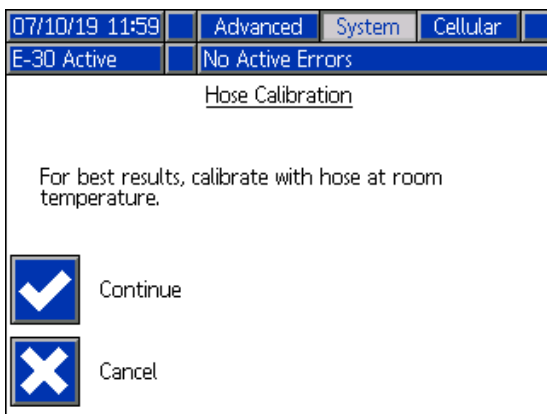 07/10/19 11:59 Advanced System Cellular
E-30 Active No Active Errors
Hose Calibration
For best results, calibrate with hose at room
temperature.
Continue
Cancel